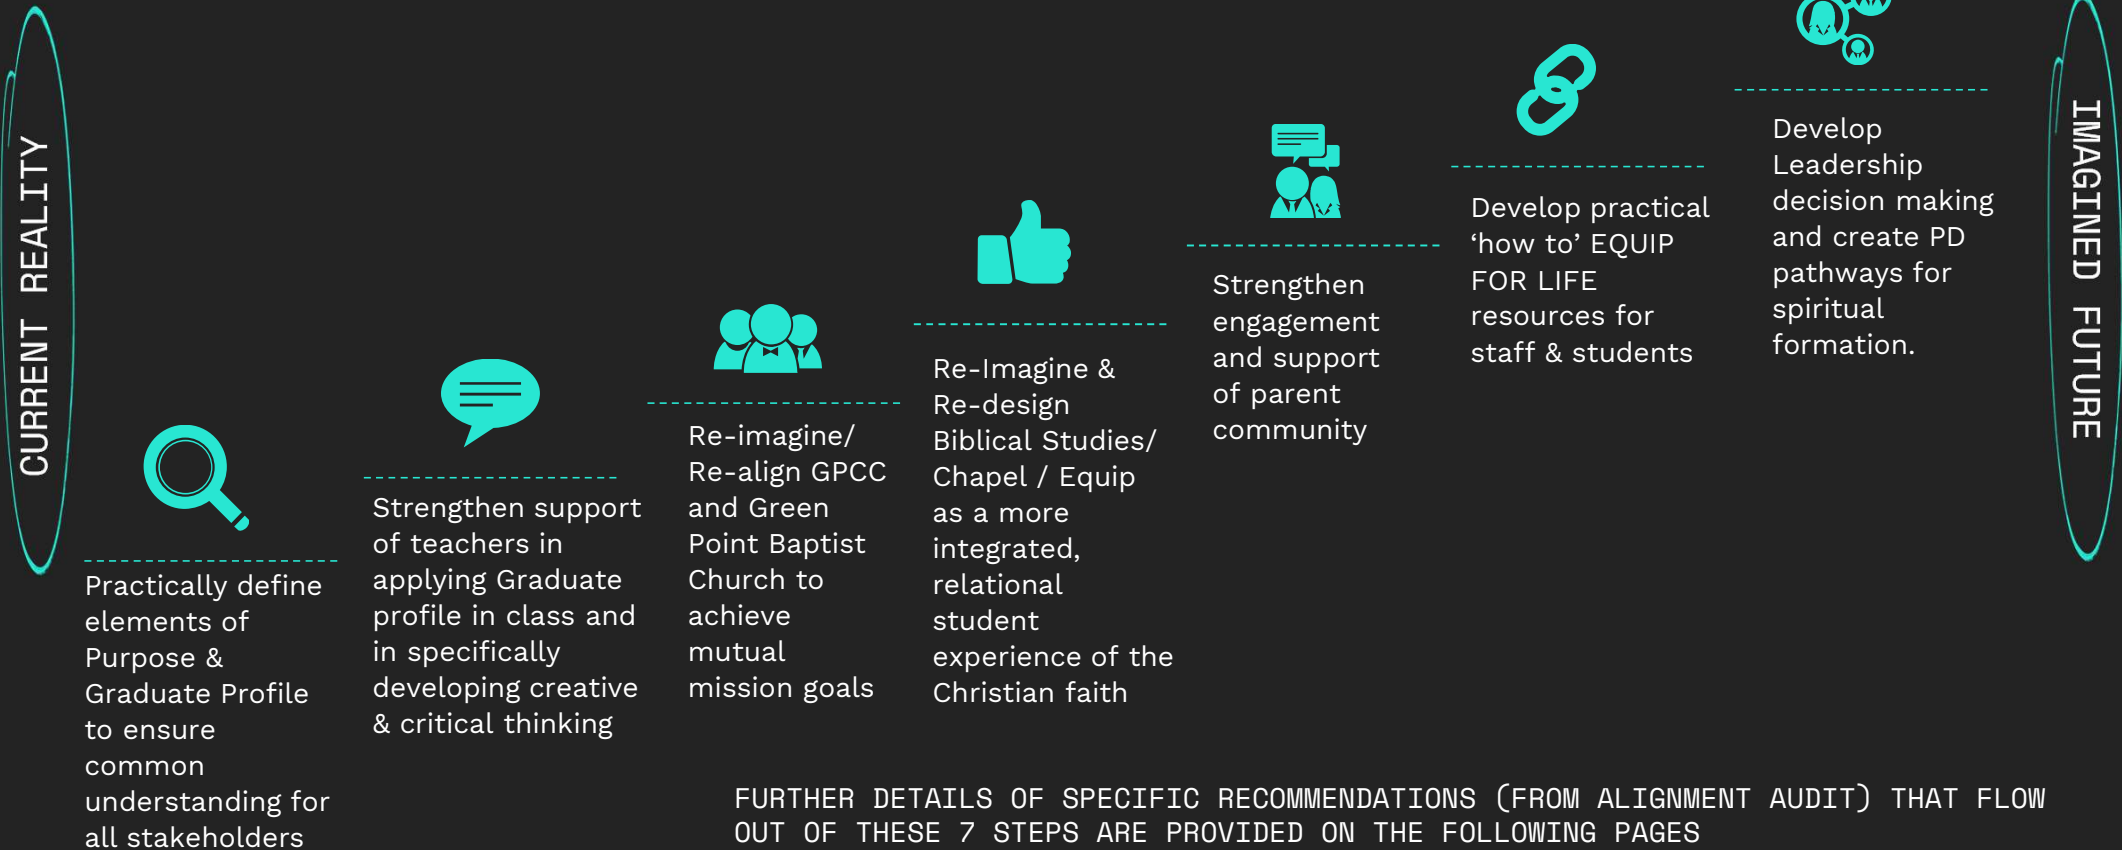 CURRENT REALITY
Practically define
elements of
Purpose &
Graduate Profile
to ensure
common
understanding for
all stakeholders
Strengthen support
of teachers in
applying Graduate
profile in class and
in specifically
developing creative
& critical thinking
Re-imagine/
Re-align GPCC
and Green
Point Baptist
Church to
achieve
mutual
mission goals
Re-Imagine &
Re-design
Biblical Studies/
Chapel / Equip
as a more
integrated,
relational
student
experience of the
Christian faith
Strengthen
engagement
and support
of parent
community
Develop practical
‘how to’ EQUIP
FOR LIFE
resources for
staff & students
Develop
Leadership
decision making
and create PD
pathways for
spiritual
formation.
IMAGINED FUTURE
FURTHER DETAILS OF SPECIFIC RECOMMENDATIONS (FROM ALIGNMENT AUDIT) THAT FLOW
OUT OF THESE 7 STEPS ARE PROVIDED ON THE FOLLOWING PAGES